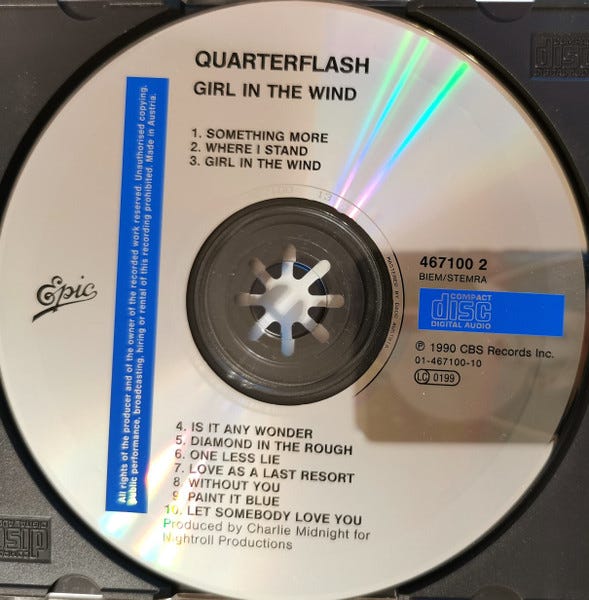 QUARTERFLASH
GIRL IN THE WIND
1. SOMETHING MORE
2. WHERE I STAND
3. GIRL IN THE WIND
All rights of the producer and of the owner of the recorded work reserved. Unauthorised copying,
public performance, broadcasting, hiring or rental of this recording prohibited. Made in Austria.
Epic
467100 2
BIEM/STEMRA
COMPACT
disc
DIGITAL AUDIO
℗ 1990 CBS Records Inc.
01-467100-10
LC 0199
4. IS IT ANY WONDER
5. DIAMOND IN THE ROUGH
6. ONE LESS LIE
7. LOVE AS A LAST RESORT
8. WITHOUT YOU
9. PAINT IT BLUE
10. LET SOMEBODY LOVE YOU
Produced by Charlie Midnight for
Nightroll Productions
disc
disc